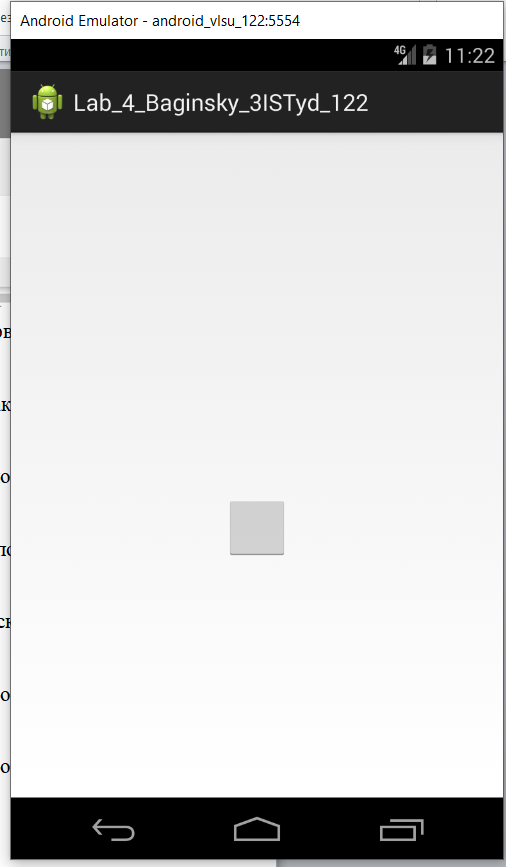 Android Emulator - android_vlsu_122:5554
4G 11:22
Lab_4_Baginsky_3ISTyd_122